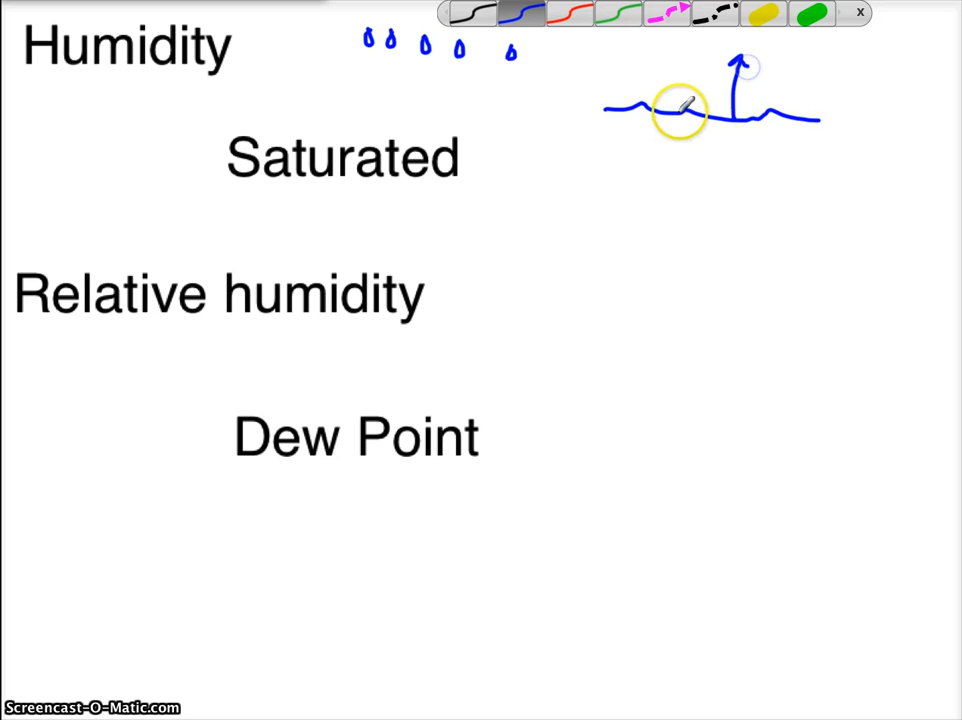 Humidity
Saturated
Relative humidity
Dew Point
x
Screencast-O-Matic.com